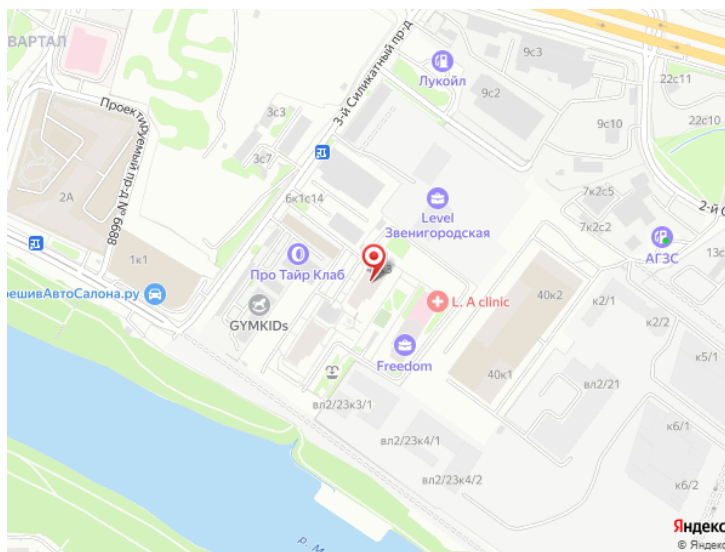 ВАРТАЛ
Проектируемый пр-д № 6688
3-й Силикатный пр-д
Лукойл
9с3
9с2
9с10
22с11
22с10
3с3
3с7
6к1с14
7к2с5
7к2с2
2-й С
2А
1к1
Level
Звенигородская
АГЗС
13с
Про Тайр Клаб
решивАвтоСалона.ру
GYMKIDs
L. A clinic
Freedom
40к2
40к1
к2/1
к2/2
к5/1
вл2/21
к6/1
к6/2
вл2/23к3/1
вл2/23к4/1
вл2/23к4/2
р. М
Яндекс
© Яндекс